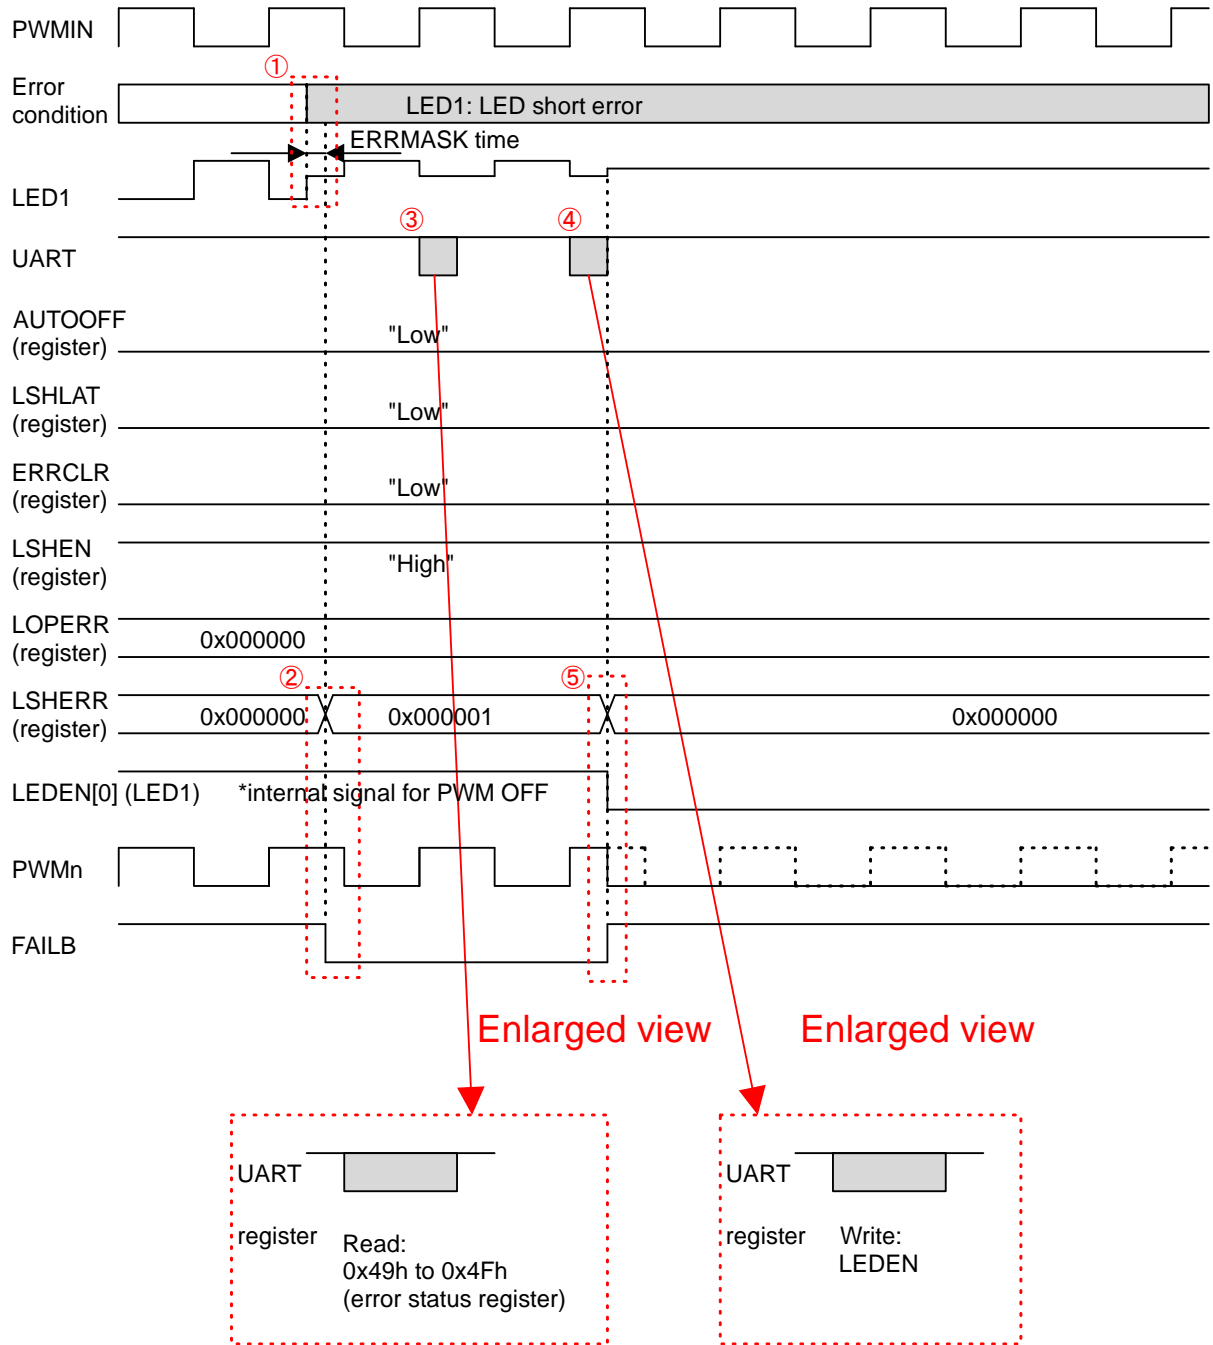 PWMIN
①
Error
condition
LED1: LED short error
ERRMASK time
LED1
③
④
UART
AUTOOFF
(register)
"Low"
LSHLAT
(register)
"Low"
ERRCLR
(register)
"Low"
LSHEN
(register)
"High"
LOPERR
(register)
0x000000
②
⑤
LSHERR
(register)
0x000000
0x000001
0x000000
LEDEN[0] (LED1)
*internal signal for PWM OFF
PWMn
FAILB
Enlarged view
Enlarged view
UART
register
Read:
0x49h to 0x4Fh
(error status register)
UART
register
Write:
LEDEN